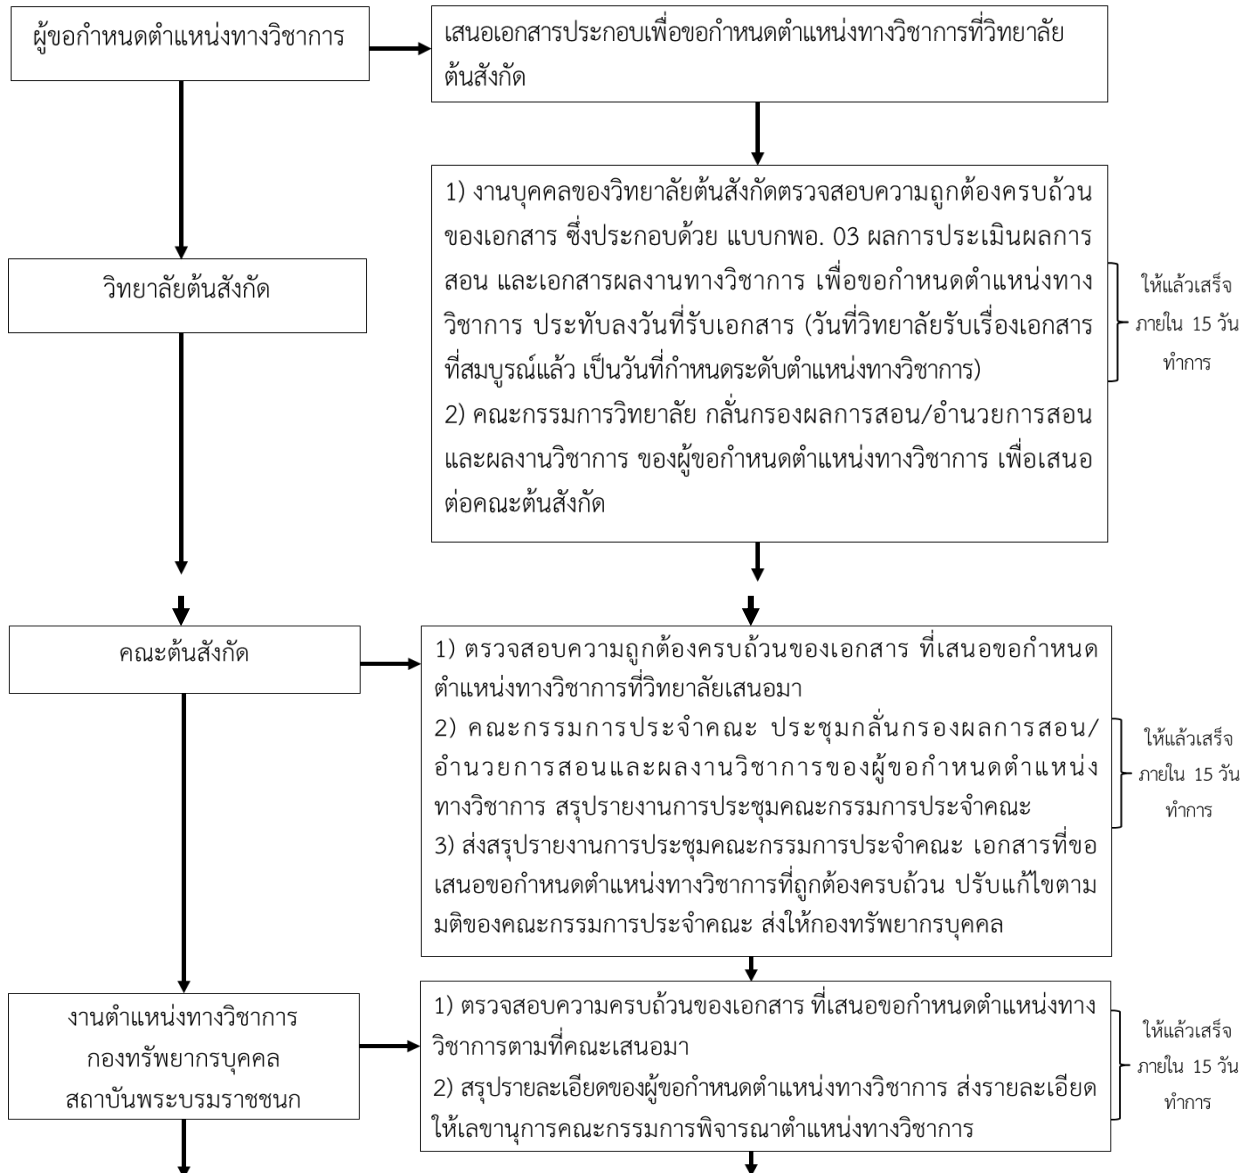 ผู้ขอกำหนดตำแหน่งทางวิชาการ
เสนอเอกสารประกอบเพื่อขอกำหนดตำแหน่งทางวิชาการที่วิทยาลัย
ต้นสังกัด
วิทยาลัยต้นสังกัด
1) งานบุคคลของวิทยาลัยต้นสังกัดตรวจสอบความถูกต้องครบถ้วน
ของเอกสาร ซึ่งประกอบด้วย แบบกพอ. 03 ผลการประเมินผลการ
สอน และเอกสารผลงานทางวิชาการ เพื่อขอกำหนดตำแหน่งทาง
วิชาการ ประทับลงวันที่รับเอกสาร (วันที่วิทยาลัยรับเรื่องเอกสาร
ที่สมบูรณ์แล้ว เป็นวันที่กำหนดระดับตำแหน่งทางวิชาการ)
2) คณะกรรมการวิทยาลัย กลั่นกรองผลการสอน/อำนวยการสอน
และผลงานวิชาการ ของผู้ขอกำหนดตำแหน่งทางวิชาการ เพื่อเสนอ
ต่อคณะต้นสังกัด
ให้แล้วเสร็จ
ภายใน 15 วัน
ทำการ
คณะต้นสังกัด
1) ตรวจสอบความถูกต้องครบถ้วนของเอกสาร ที่เสนอขอกำหนด
ตำแหน่งทางวิชาการที่วิทยาลัยเสนอมา
2) คณะกรรมการประจำคณะ ประชุมกลั่นกรองผลการสอน/
อำนวยการสอนและผลงานวิชาการของผู้ขอกำหนดตำแหน่ง
ทางวิชาการ สรุปรายงานการประชุมคณะกรรมการประจำคณะ
3) ส่งสรุปรายงานการประชุมคณะกรรมการประจำคณะ เอกสารที่ขอ
เสนอขอกำหนดตำแหน่งทางวิชาการที่ถูกต้องครบถ้วน ปรับแก้ไขตาม
มติของคณะกรรมการประจำคณะ ส่งให้กองทรัพยากรบุคคล
ให้แล้วเสร็จ
ภายใน 15 วัน
ทำการ
งานตำแหน่งทางวิชาการ
กองทรัพยากรบุคคล
สถาบันพระบรมราชชนก
1) ตรวจสอบความครบถ้วนของเอกสาร ที่เสนอขอกำหนดตำแหน่งทาง
วิชาการตามที่คณะเสนอมา
2) สรุปรายละเอียดของผู้ขอกำหนดตำแหน่งทางวิชาการ ส่งรายละเอียด
ให้เลขานุการคณะกรรมการพิจารณาตำแหน่งทางวิชาการ
ให้แล้วเสร็จ
ภายใน 15 วัน
ทำการ